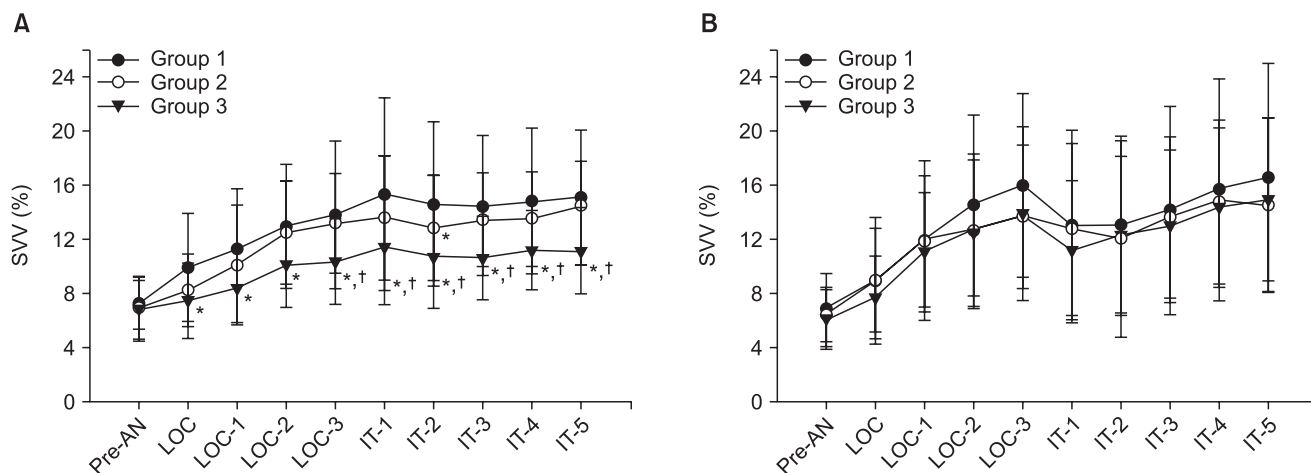 A
Group 1
Group 2
Group 3
24
20
16
12
8
4
0
SVV (%)
*
*
*
*,†
*,†
*
*,†
*,†
*,†
*,†
Pre-AN
LOC
LOC-1
LOC-2
LOC-3
IT-1
IT-2
IT-3
IT-4
IT-5
B
Group 1
Group 2
Group 3
24
20
16
12
8
4
0
SVV (%)
Pre-AN
LOC
LOC-1
LOC-2
LOC-3
IT-1
IT-2
IT-3
IT-4
IT-5